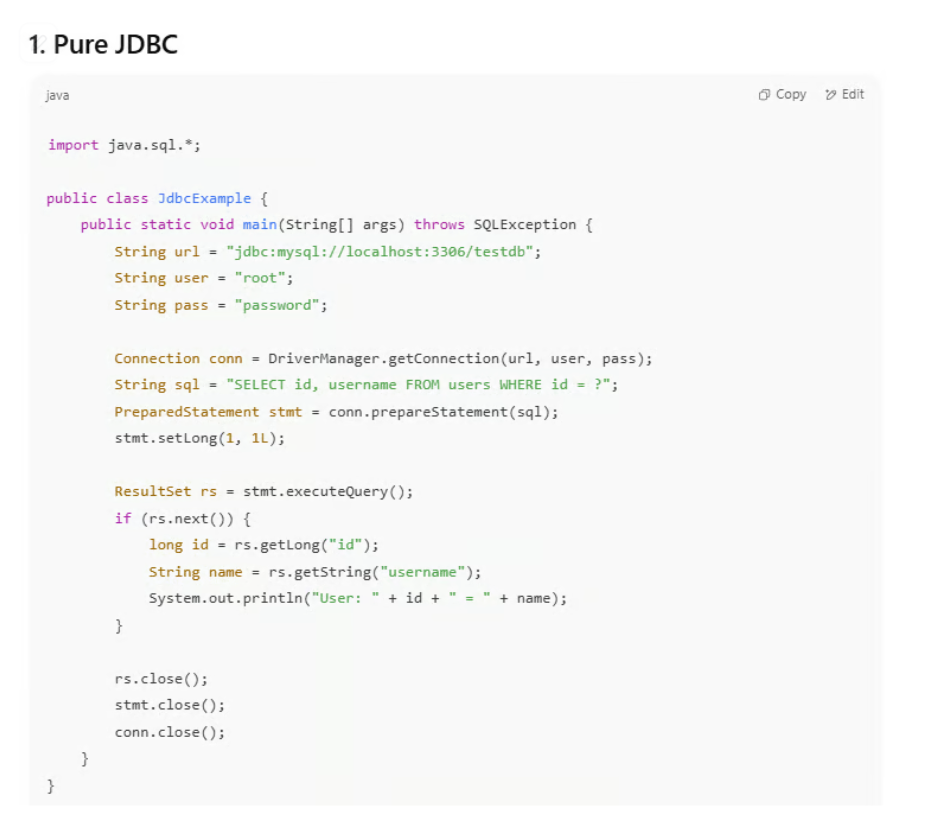 1. Pure JDBC
java
Copy
Edit
import java.sql.*;
public class JdbcExample {
public static void main(String[] args) throws SQLException {
String url = "jdbc:mysql://localhost:3306/testdb";
String user = "root";
String pass = "password";
Connection conn = DriverManager.getConnection(url, user, pass);
String sql = "SELECT id, username FROM users WHERE id = ?";
PreparedStatement stmt = conn.prepareStatement(sql);
stmt.setLong(1, 1L);
ResultSet rs = stmt.executeQuery();
if (rs.next()) {
long id = rs.getLong("id");
String name = rs.getString("username");
System.out.println("User: " + id + " = " + name);
}
rs.close();
stmt.close();
conn.close();
}
}